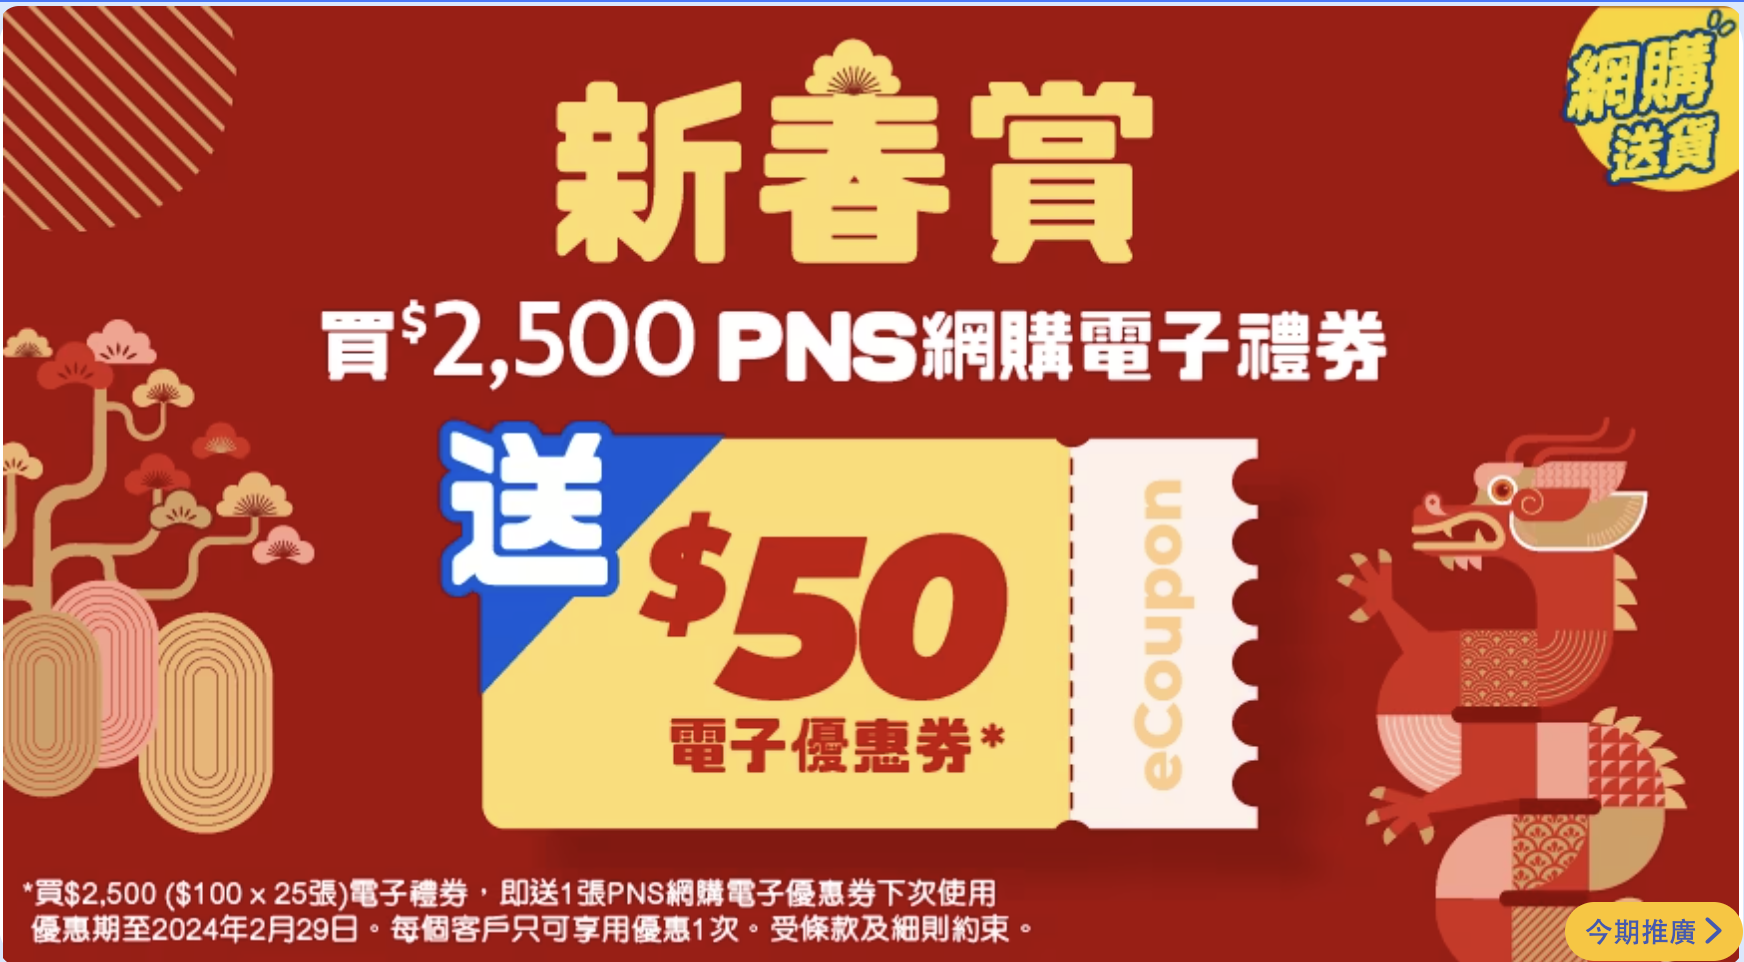 網購
送貨
新春賞
買$2,500 PNS網購電子禮券
送
$50
電子優惠券*
eCoupon
*買$2,500 ($100 x 25張)電子禮券，即送1張PNS網購電子優惠券下次使用
優惠期至2024年2月29日。每個客戶只可享用優惠1次。受條款及細則約束。
今期推廣